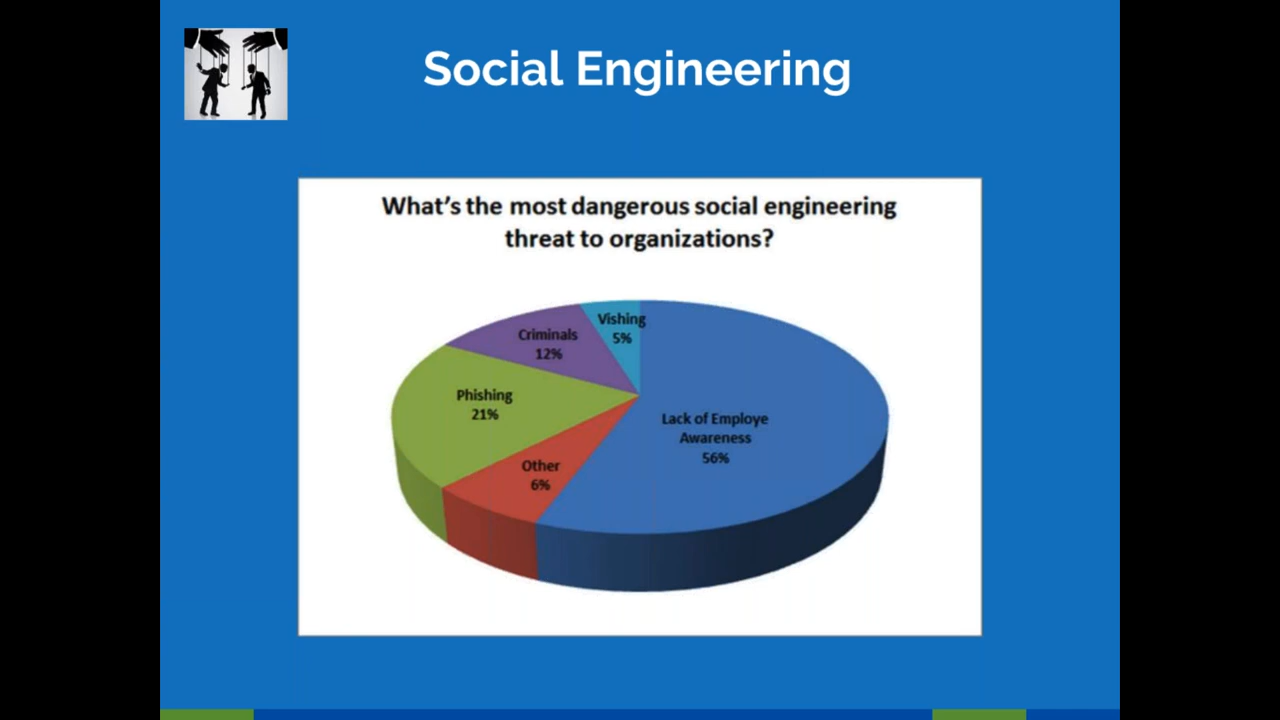 Social Engineering
What's the most dangerous social engineering
threat to organizations?
Vishing
5%
Criminals
12%
Phishing
21%
Lack of Employe
Awareness
56%
Other
6%